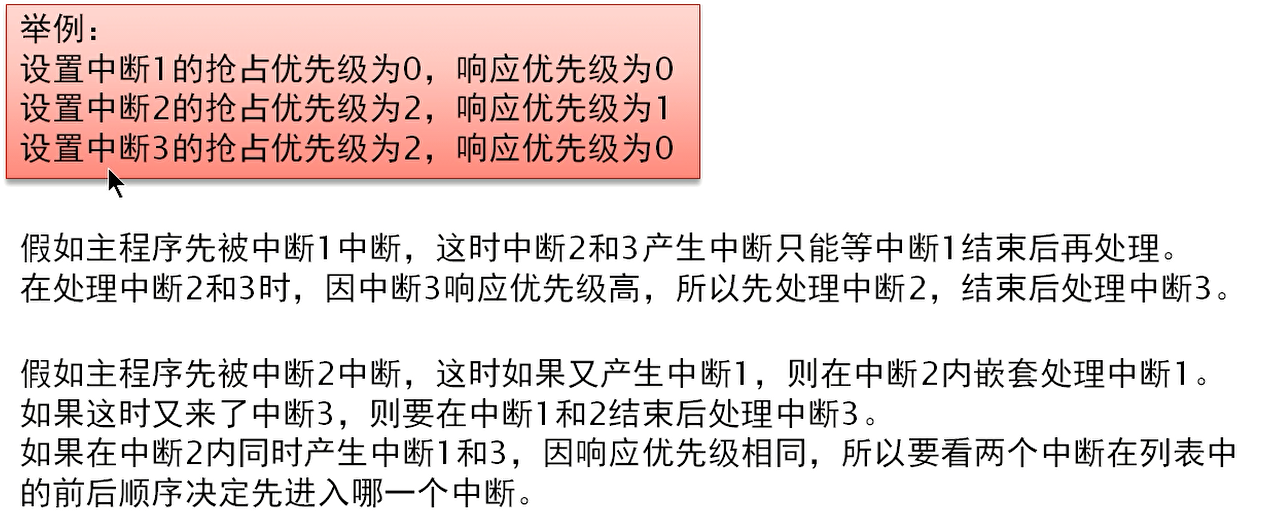 举例：
设置中断1的抢占优先级为0，响应优先级为0
设置中断2的抢占优先级为2，响应优先级为1
设置中断3的抢占优先级为2，响应优先级为0
假如主程序先被中断1中断，这时中断2和3产生中断只能等中断1结束后再处理。
在处理中断2和3时，因中断3响应优先级高，所以先处理中断2，结束后处理中断3。
假如主程序先被中断2中断，这时如果又产生中断1，则在中断2内嵌套处理中断1。
如果这时又来了中断3，则要在中断1和2结束后处理中断3。
如果在中断2内同时产生中断1和3，因响应优先级相同，所以要看两个中断在列表中
的前后顺序决定先进入哪一个中断。